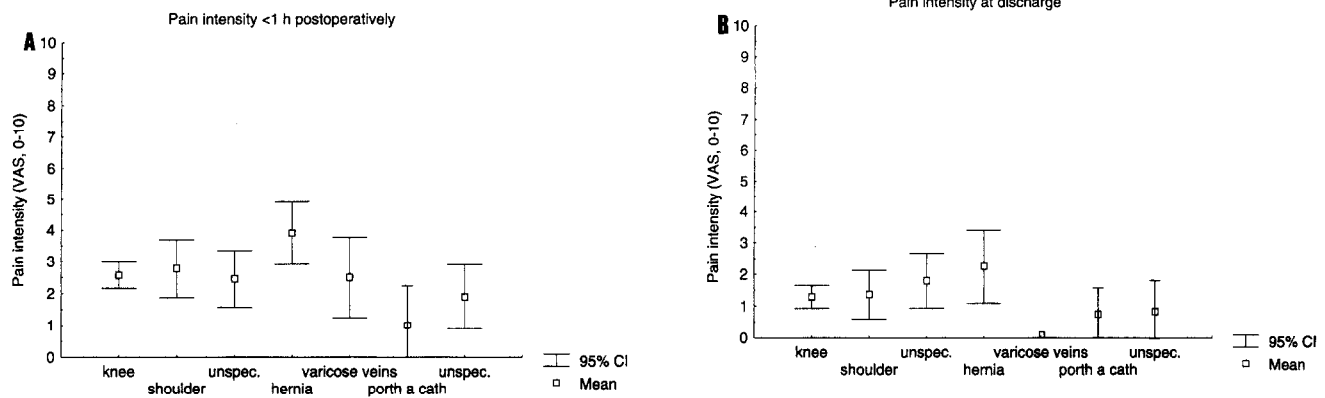 Pain intensity <1 h postoperatively
A
10
9
8
7
6
5
4
3
2
1
0
Pain intensity (VAS, 0-10)
knee
shoulder
unspec.
hernia
varicose veins
porth a cath
unspec.
95% CI
Mean
Pain intensity at discharge
B
10
9
8
7
6
5
4
3
2
1
0
Pain intensity (VAS, 0-10)
knee
shoulder
unspec.
hernia
varicose veins
porth a cath
unspec.
95% CI
Mean